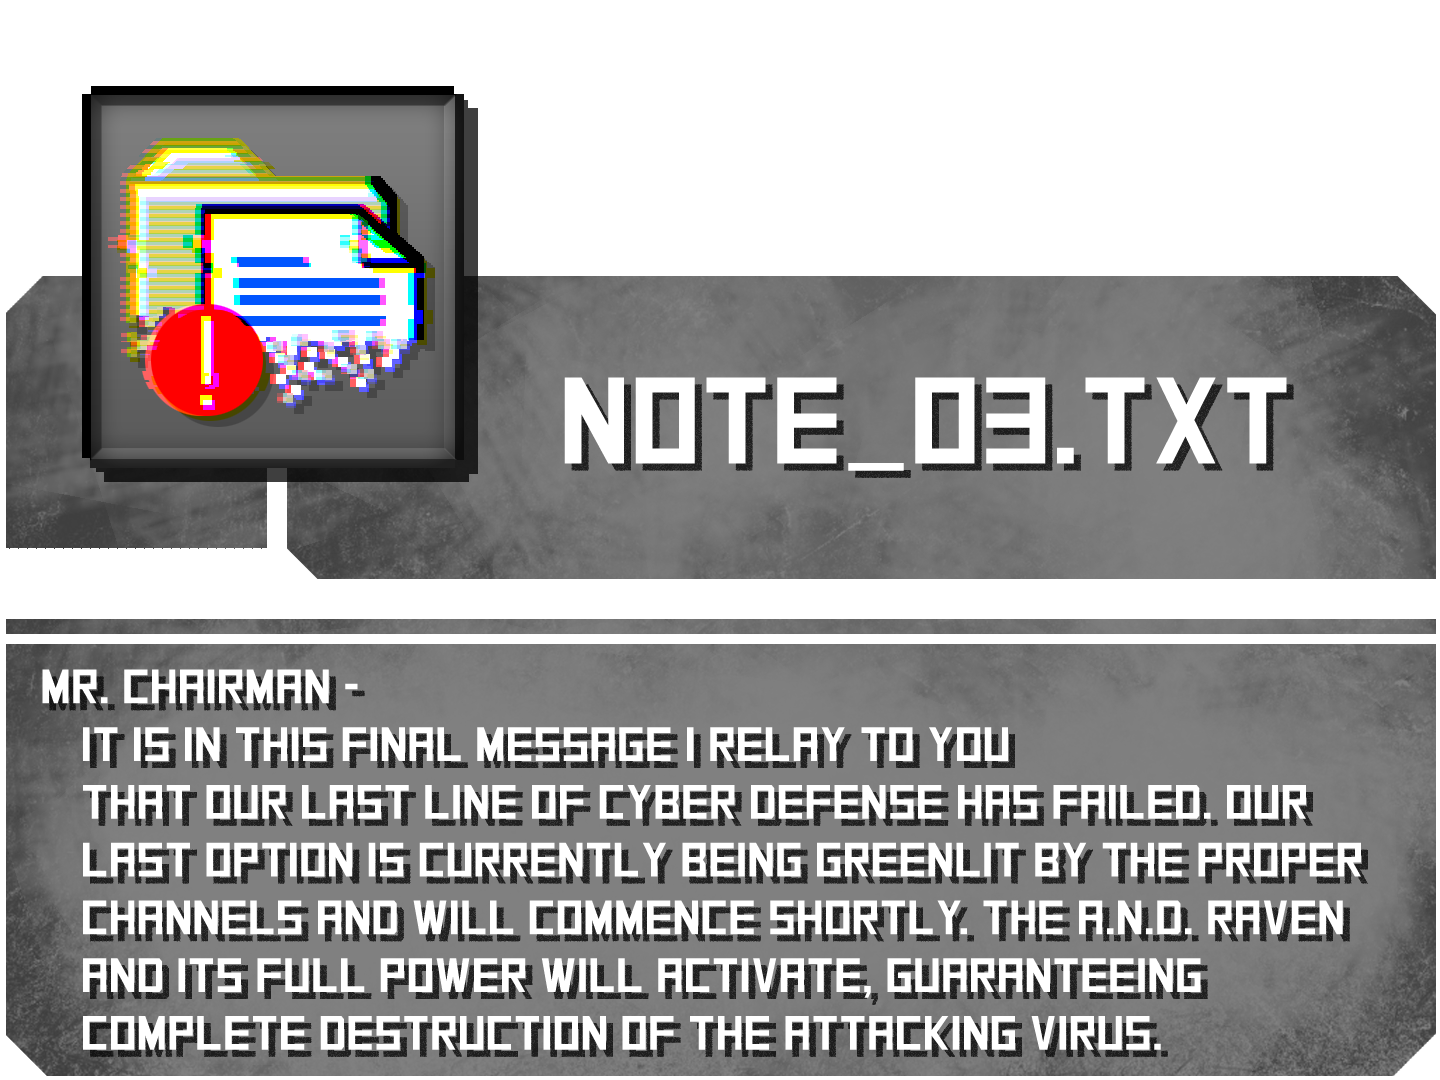 NOTE_03.TXT
MR. CHAIRMAN -
IT IS IN THIS FINAL MESSAGE I RELAY TO YOU
THAT OUR LAST LINE OF CYBER DEFENSE HAS FAILED. OUR
LAST OPTION IS CURRENTLY BEING GREENLIT BY THE PROPER
CHANNELS AND WILL COMMENCE SHORTLY. THE A.N.D. RAVEN
AND ITS FULL POWER WILL ACTIVATE, GUARANTEEING
COMPLETE DESTRUCTION OF THE ATTACKING VIRUS.